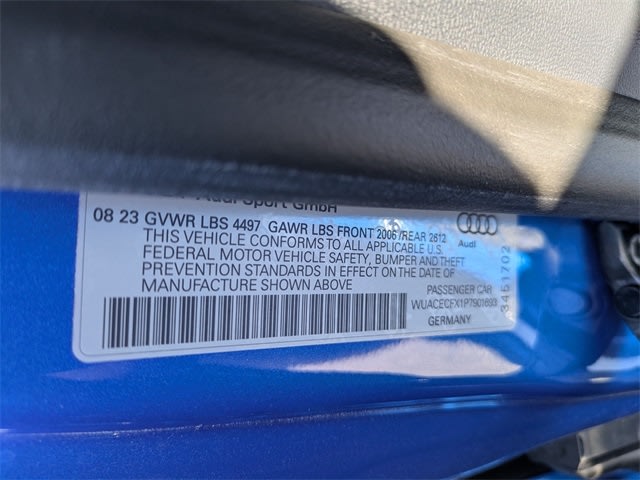 Audi Sport GmbH
08 23 GVWR LBS 4497 GAWR LBS FRONT 2006 /REAR 2612
THIS VEHICLE CONFORMS TO ALL APPLICABLE U.S.
FEDERAL MOTOR VEHICLE SAFETY, BUMPER AND THEFT
PREVENTION STANDARDS IN EFFECT ON THE DATE OF
MANUFACTURE SHOWN ABOVE
Audi
PASSENGER CAR
WUACECFX1P7901693
GERMANY
3451702